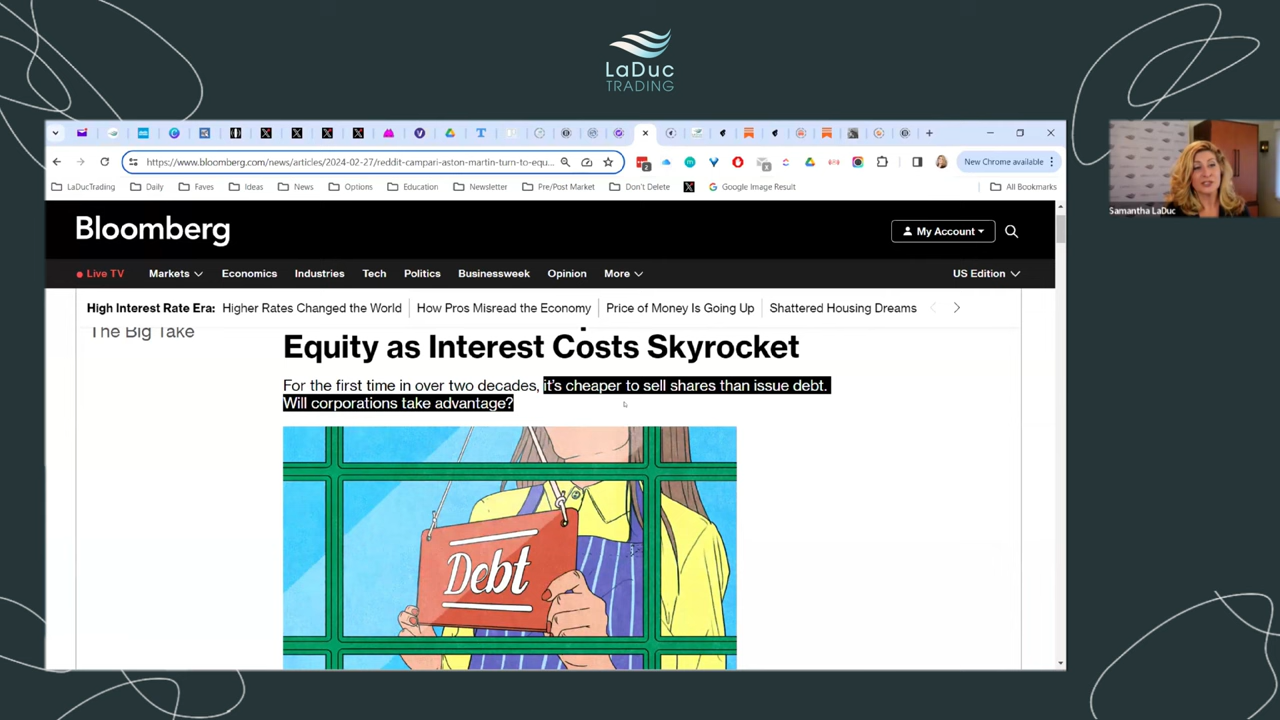 LaDuc
TRADING
https://www.bloomberg.com/news/articles/2024-02-27/reddit-campari-aston-martin-turn-to-equ...
2
New Chrome available
LaDucTrading
Daily
Faves
Ideas
News
Options
Education
Newsletter
Pre/Post Market
Don't Delete
Google Image Result
All Bookmarks
Samantha LaDuc
Bloomberg
My Account
Live TV
Markets
Economics
Industries
Tech
Politics
Businessweek
Opinion
More
US Edition
High Interest Rate Era:
Higher Rates Changed the World
How Pros Misread the Economy
Price of Money Is Going Up
Shattered Housing Dreams
The Big Take
Equity as Interest Costs Skyrocket
For the first time in over two decades, it's cheaper to sell shares than issue debt.
Will corporations take advantage?
Debt